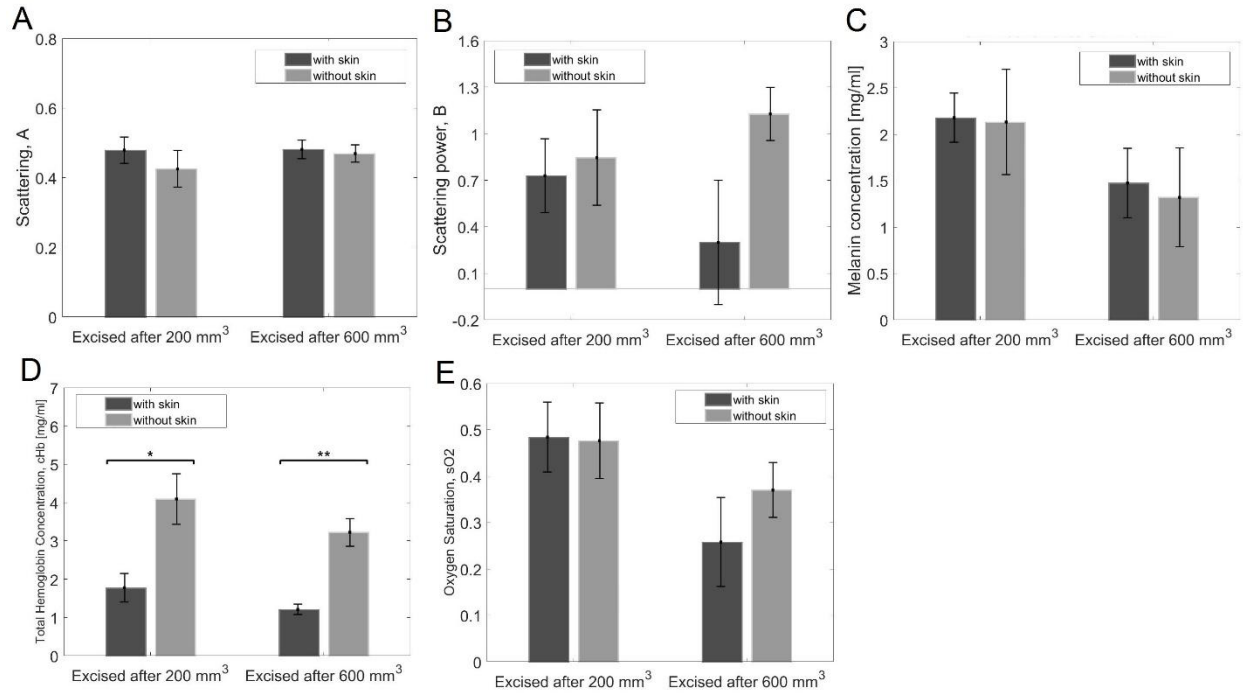 A
Scattering, A
0.8
0.6
0.4
0.2
0
with skin
without skin
Excised after 200 mm3
Excised after 600 mm3
B
Scattering power, B
1.6
1.3
1
0.7
0.4
0.1
-0.2
with skin
without skin
Excised after 200 mm3
Excised after 600 mm3
C
Melanin concentration [mg/ml]
3
2.5
2
1.5
1
0.5
0
with skin
without skin
Excised after 200 mm3
Excised after 600 mm3
D
Total Hemoglobin Concentration, cHb [mg/ml]
7
6
5
4
3
2
1
0
with skin
without skin
*
**
Excised after 200 mm3
Excised after 600 mm3
E
Oxygen Saturation, sO2
0.6
0.5
0.4
0.3
0.2
0.1
0
with skin
without skin
Excised after 200 mm3
Excised after 600 mm3